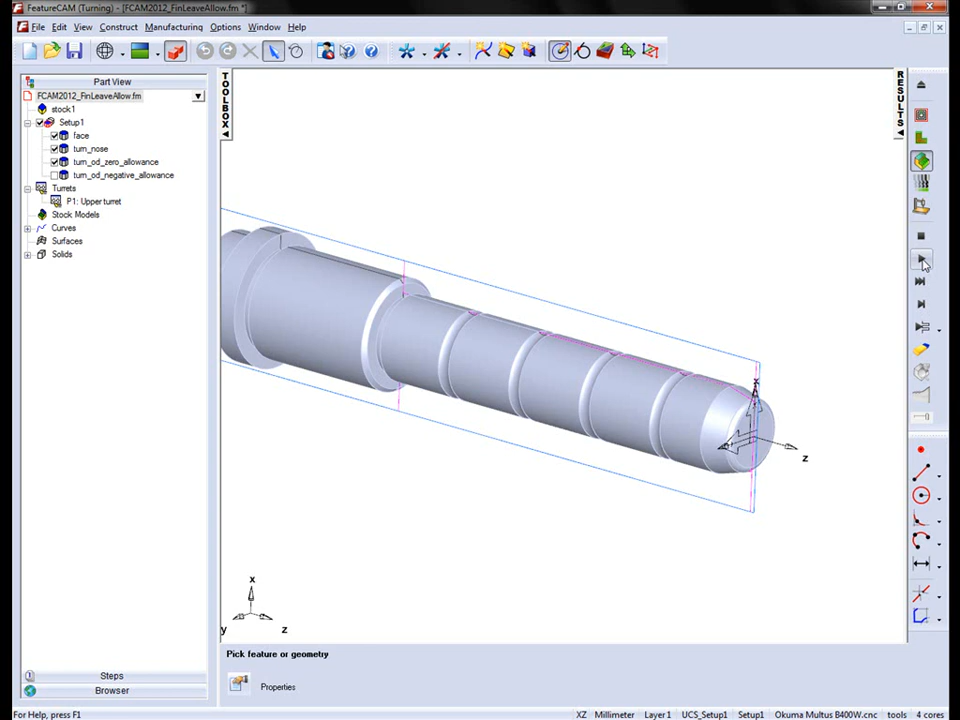 FeatureCAM (Turning) - [FCAM2012_FinLeaveAllow.fm *]
File Edit View Construct Manufacturing Options Window Help
Part View
FCAM2012_FinLeaveAllow.fm
stock1
Setup1
face
turn_nose
turn_od_zero_allowance
turn_od_negative_allowance
Turrets
P1: Upper turret
Stock Models
Curves
Surfaces
Solids
TOOLBOX
RESULTS
x
z
x
y
z
Pick feature or geometry
Properties
Steps
Browser
For Help, press F1
XZ Millimeter Layer1 UCS_Setup1 Setup1 Okuma Multus B400W.cnc tools 4 cores